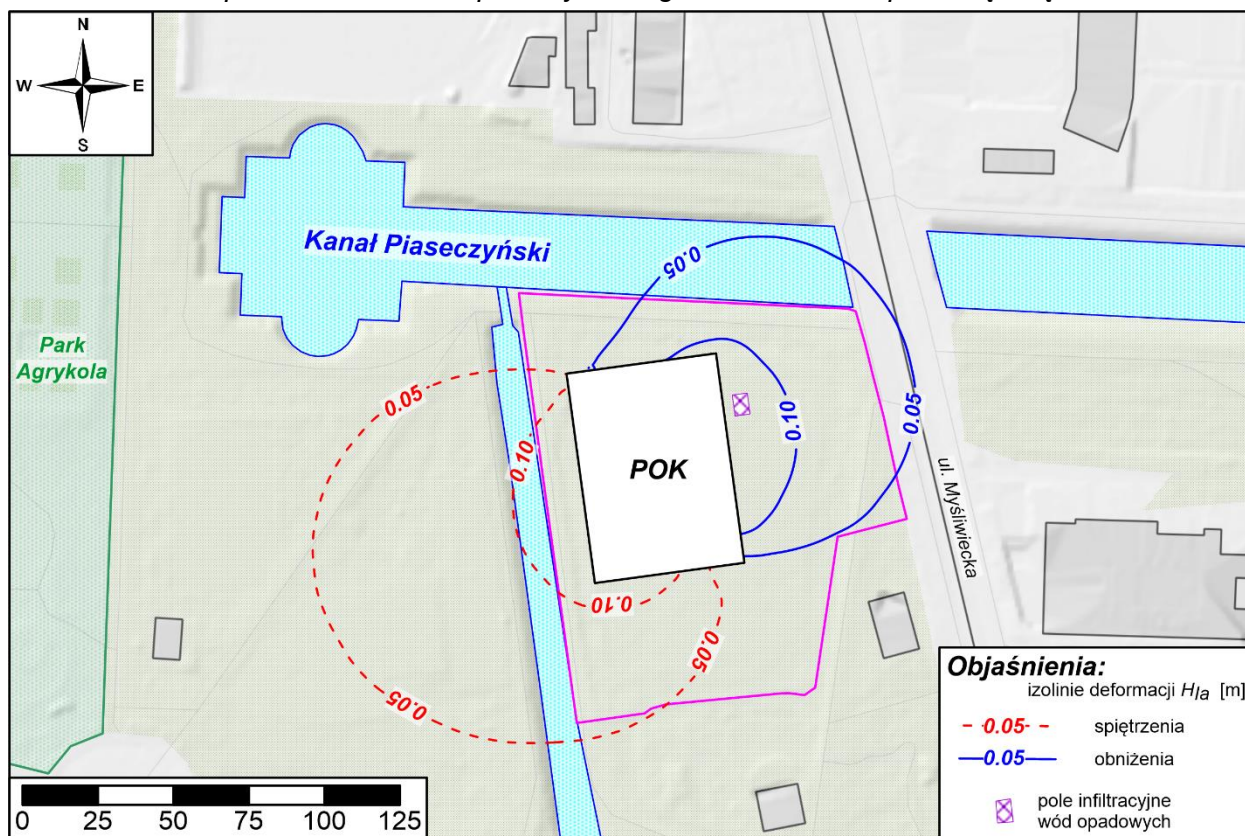 N
W E
S
Kanał Piaseczyński
Park
Agrykola
0.05
0.05
0.10
0.05
0.10
POK
0.10
0.05
0.05
ul. Myśliwiecka
Objaśnienia:
izolinie deformacji HIa [m]
0.05 spiętrzenia
0.05 obniżenia
pole infiltracyjne
wód opadowych
0 25 50 75 100 125